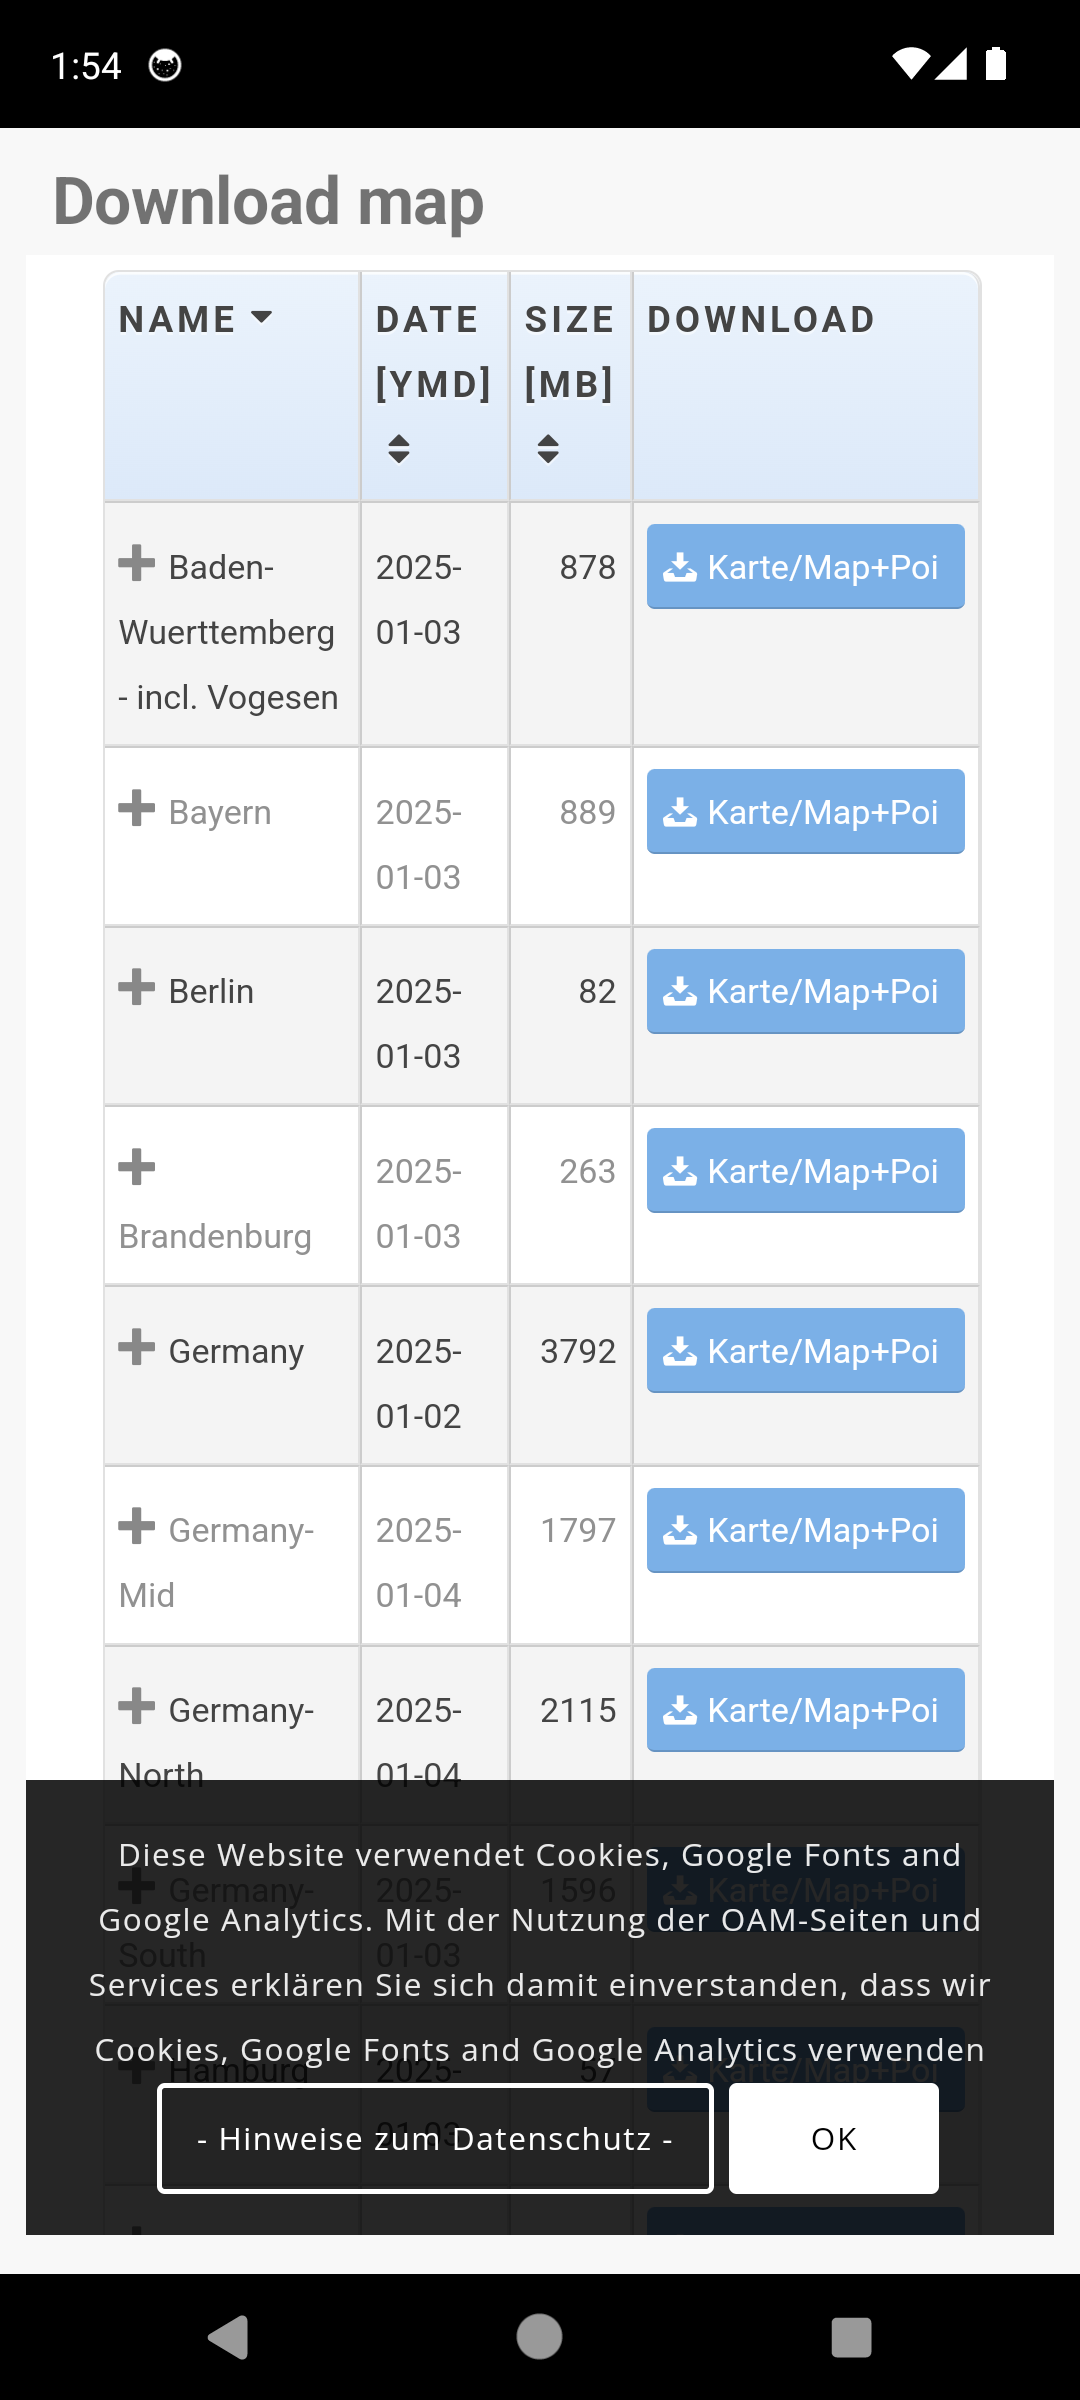 1:54
Download map
NAME DATE SIZE DOWNLOAD
[YMD] [MB]
Baden- 2025- 878 Karte/Map+Poi
Wuerttemberg 01-03
- incl. Vogesen
Bayern 2025- 889 Karte/Map+Poi
01-03
Berlin 2025- 82 Karte/Map+Poi
01-03
2025- 263 Karte/Map+Poi
Brandenburg 01-03
Germany 2025- 3792 Karte/Map+Poi
01-02
Germany- 2025- 1797 Karte/Map+Poi
Mid 01-04
Germany- 2025- 2115 Karte/Map+Poi
North 01-04
Diese Website verwendet Cookies, Google Fonts and
Germany- 2025- 1596 Karte/Map+Poi
Google Analytics. Mit der Nutzung der OAM-Seiten und
South 01-03
Services erklären Sie sich damit einverstanden, dass wir
Cookies, Google Fonts and Google Analytics verwenden
Hamburg 2025- 57 Karte/Map+Poi
- Hinweise zum Datenschutz - OK
01-03